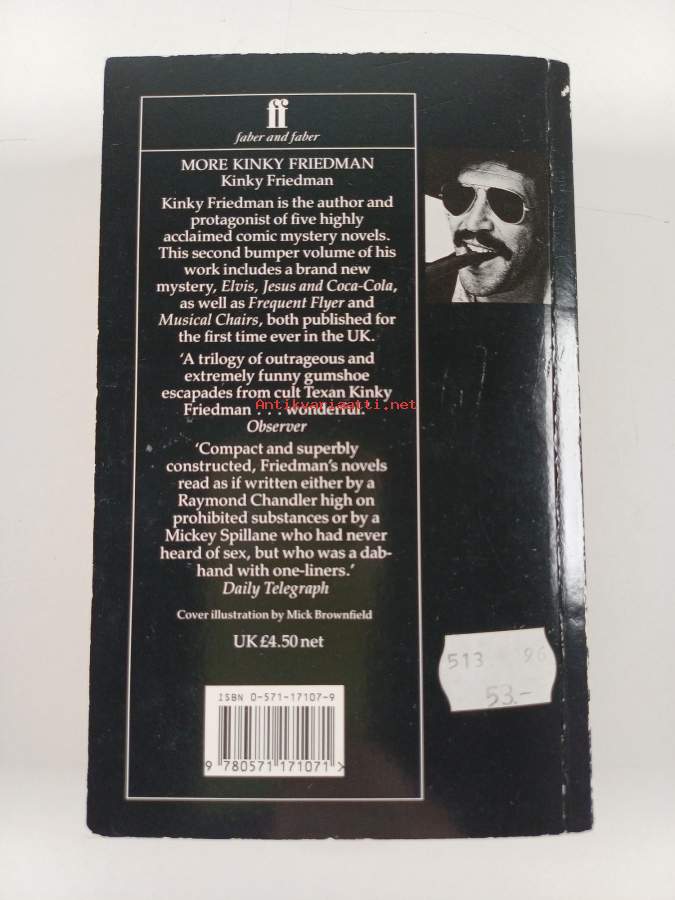 ff
faber and faber
MORE KINKY FRIEDMAN
Kinky Friedman
Kinky Friedman is the author and
protagonist of five highly
acclaimed comic mystery novels.
This second bumper volume of his
work includes a brand new
mystery, Elvis, Jesus and Coca-Cola,
as well as Frequent Flyer and
Musical Chairs, both published for
the first time ever in the UK.
‘A trilogy of outrageous and
extremely funny gumshoe
escapades from cult Texan Kinky
Friedman . . . wonderful.’
Antikvariaatti.net
Observer
‘Compact and superbly
constructed, Friedman's novels
read as if written either by a
Raymond Chandler high on
prohibited substances or by a
Mickey Spillane who had never
heard of sex, but who was a dab-
hand with one-liners.’
Daily Telegraph
Cover illustration by Mick Brownfield
UK £4.50 net
513 96
53.-
ISBN 0-571-17107-9
9 780571 171071 >